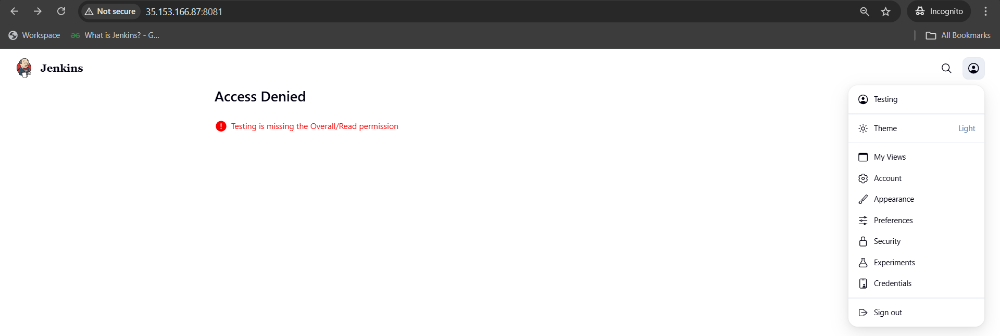 Not secure 35.153.166.87:8081 Incognito
Workspace What is Jenkins? - G... All Bookmarks
Jenkins
Access Denied
Testing is missing the Overall/Read permission
Testing
Theme Light
My Views
Account
Appearance
Preferences
Security
Experiments
Credentials
Sign out